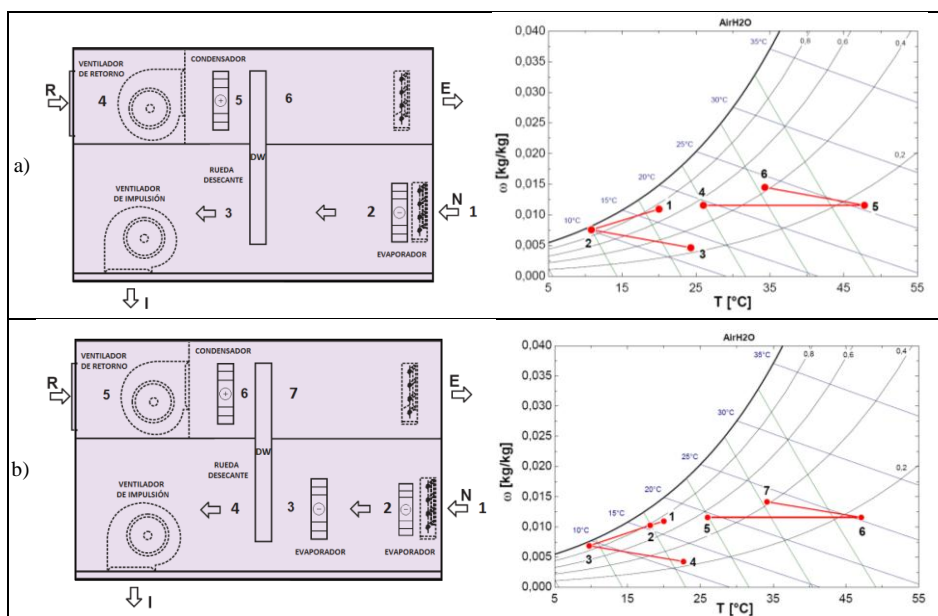 a)
VENTILADOR
DE RETORNO
CONDENSADOR
R
4
5
6
E
DW
RUEDA
DESECANTE
VENTILADOR
DE IMPULSIÓN
3
2
N
1
EVAPORADOR
I
AirH2O
0,040
0,035
0,030
0,025
0,020
0,015
0,010
0,005
0,000
ω [kg/kg]
5
15
25
35
45
55
T [°C]
10°C
15°C
20°C
25°C
30°C
35°C
0,8
0,6
0,4
0,2
1
2
3
4
5
6
b)
VENTILADOR
DE RETORNO
CONDENSADOR
R
5
6
7
E
DW
RUEDA
DESECANTE
VENTILADOR
DE IMPULSIÓN
4
3
2
N
1
EVAPORADOR
EVAPORADOR
I
AirH2O
0,040
0,035
0,030
0,025
0,020
0,015
0,010
0,005
0,000
ω [kg/kg]
5
15
25
35
45
55
T [°C]
10°C
15°C
20°C
25°C
30°C
35°C
0,8
0,6
0,4
0,2
1
2
3
4
5
6
7